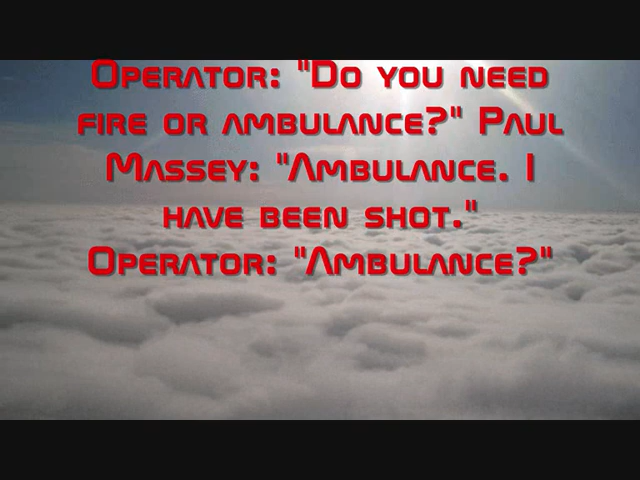 Operator: "Do you need
fire or ambulance?" Paul
Massey: "Ambulance. I
have been shot."
Operator: "Ambulance?"